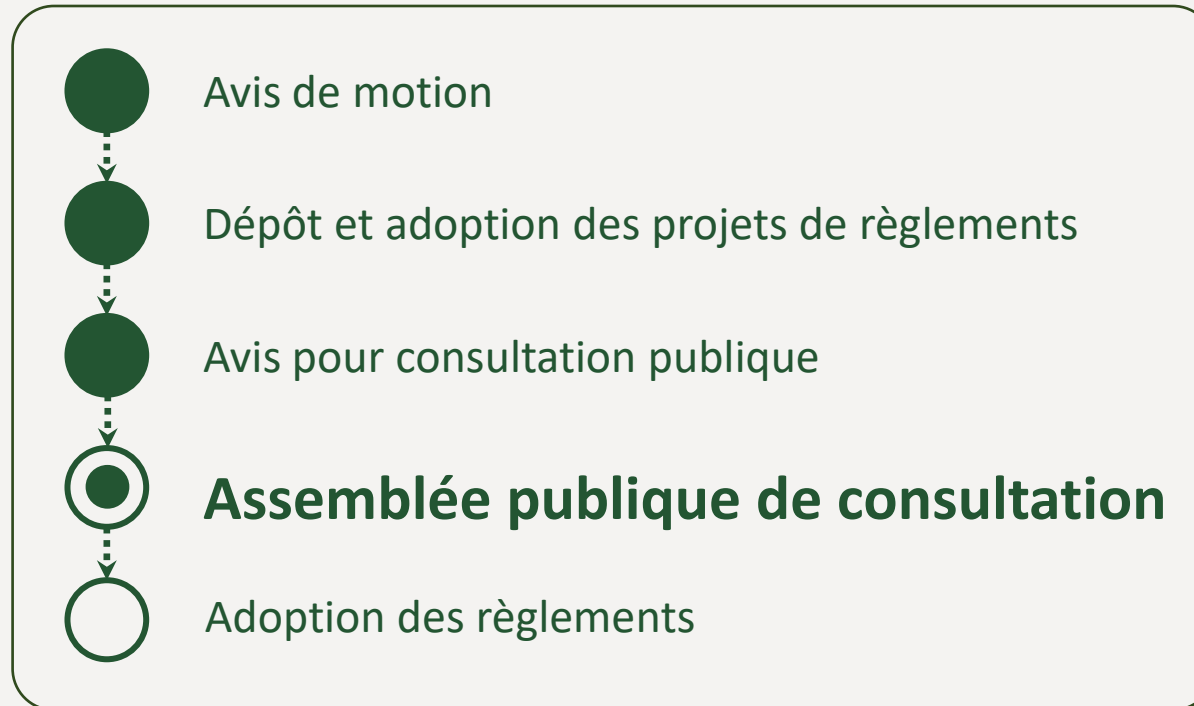 Avis de motion
Dépôt et adoption des projets de règlements
Avis pour consultation publique
Assemblée publique de consultation
Adoption des règlements